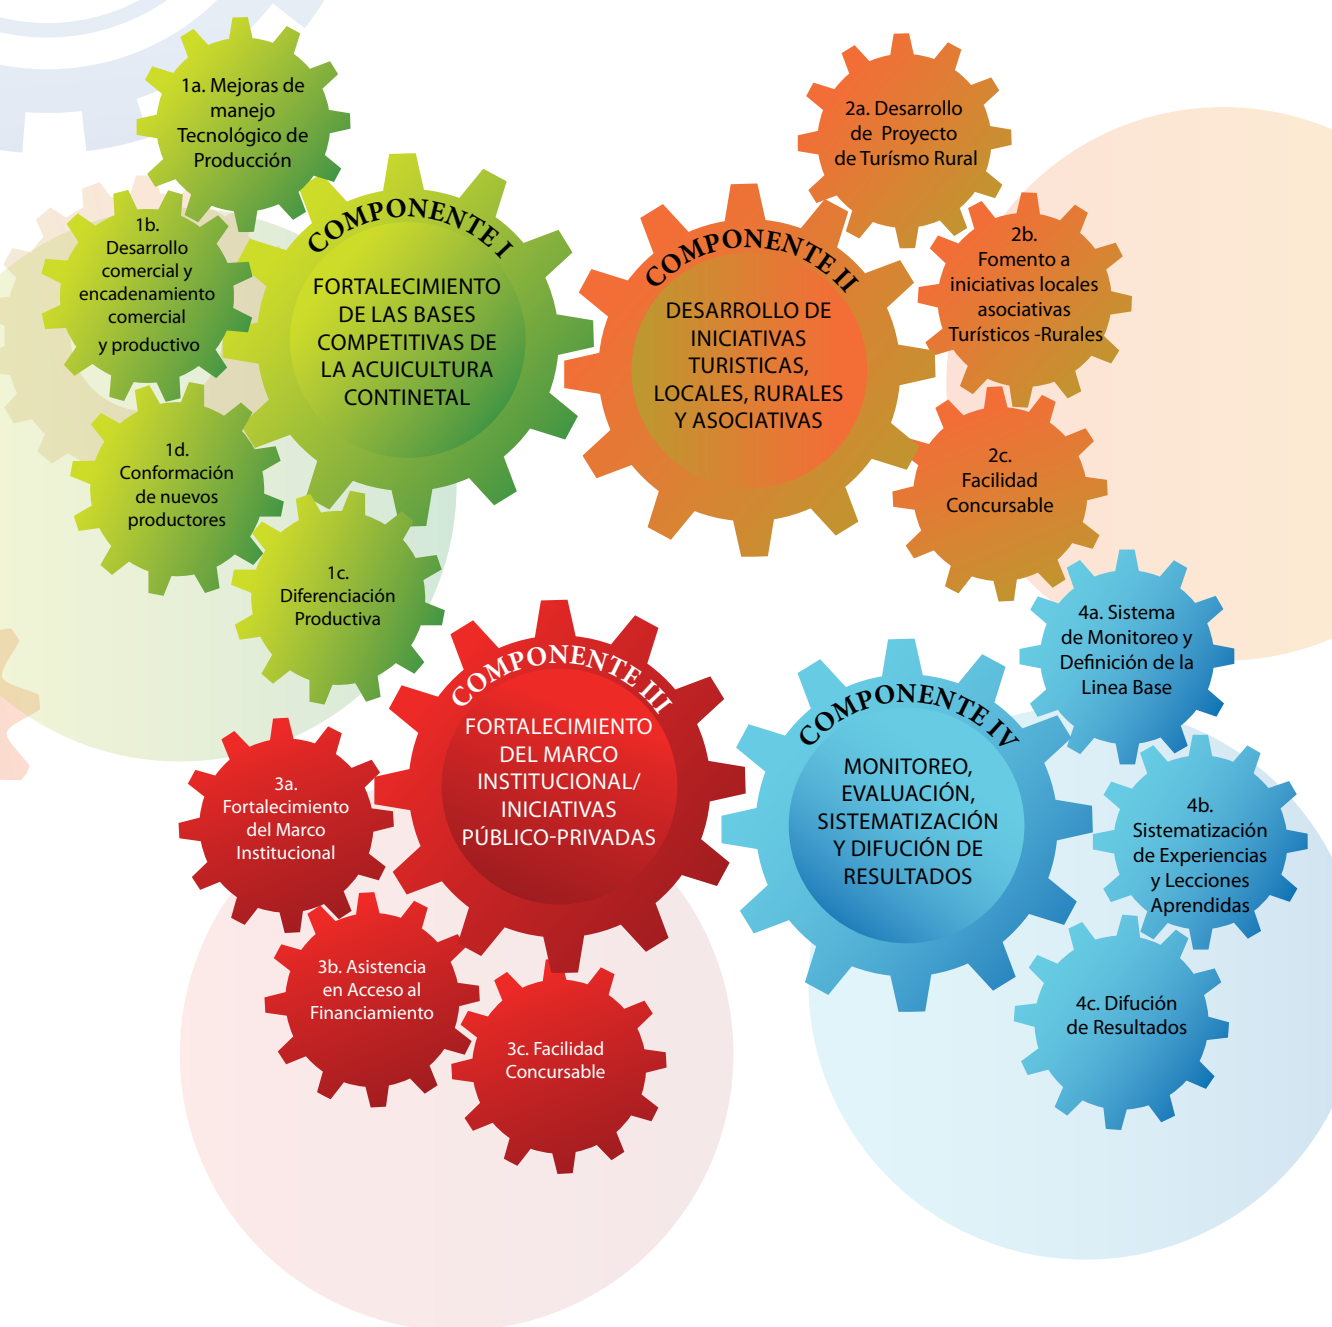 1a. Mejoras de
manejo
Tecnológico de
Producción
1b.
Desarrollo
comercial y
encadenamiento
comercial
y productivo
1d.
Conformación
de nuevos
productores
1c.
Diferenciación
Productiva
COMPONENTE I
FORTALECIMIENTO
DE LAS BASES
COMPETITIVAS DE
LA ACUICULTURA
CONTINETAL
COMPONENTE II
DESARROLLO DE
INICIATIVAS
TURISTICAS,
LOCALES, RURALES
Y ASOCIATIVAS
2a. Desarrollo
de Proyecto
de Turísmo Rural
2b.
Fomento a
iniciativas locales
asociativas
Turísticos -Rurales
2c.
Facilidad
Concursable
COMPONENTE III
FORTALECIMIENTO
DEL MARCO
INSTITUCIONAL/
INICIATIVAS
PÚBLICO-PRIVADAS
3a.
Fortalecimiento
del Marco
Institucional
3b. Asistencia
en Acceso al
Financiamiento
3c. Facilidad
Concursable
COMPONENTE IV
MONITOREO,
EVALUACIÓN,
SISTEMATIZACIÓN
Y DIFUCIÓN DE
RESULTADOS
4a. Sistema
de Monitoreo y
Definición de la
Linea Base
4b.
Sistematización
de Experiencias
y Lecciones
Aprendidas
4c. Difución
de Resultados